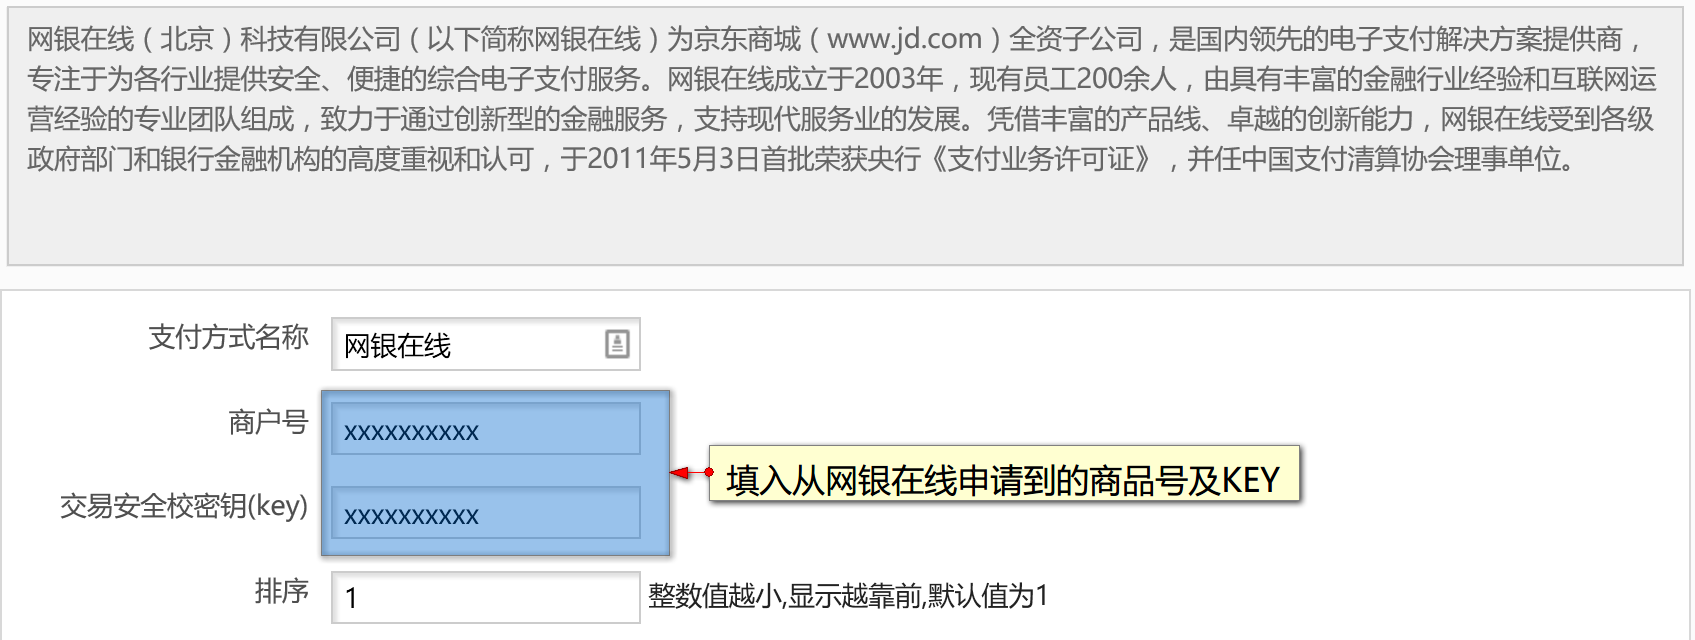 网银在线（北京）科技有限公司（以下简称网银在线）为京东商城（www.jd.com）全资子公司，是国内领先的电子支付解决方案提供商，
专注于为各行业提供安全、便捷的综合电子支付服务。网银在线成立于2003年，现有员工200余人，由具有丰富的金融行业经验和互联网运
营经验的专业团队组成，致力于通过创新型的金融服务，支持现代服务业的发展。凭借丰富的产品线、卓越的创新能力，网银在线受到各级
政府部门和银行金融机构的高度重视和认可，于2011年5月3日首批荣获央行《支付业务许可证》，并任中国支付清算协会理事单位。
支付方式名称 网银在线
商户号 xxxxxxxxxx
填入从网银在线申请到的商品号及KEY
交易安全校密钥(key) xxxxxxxxxx
排序 1 整数值越小,显示越靠前,默认值为1